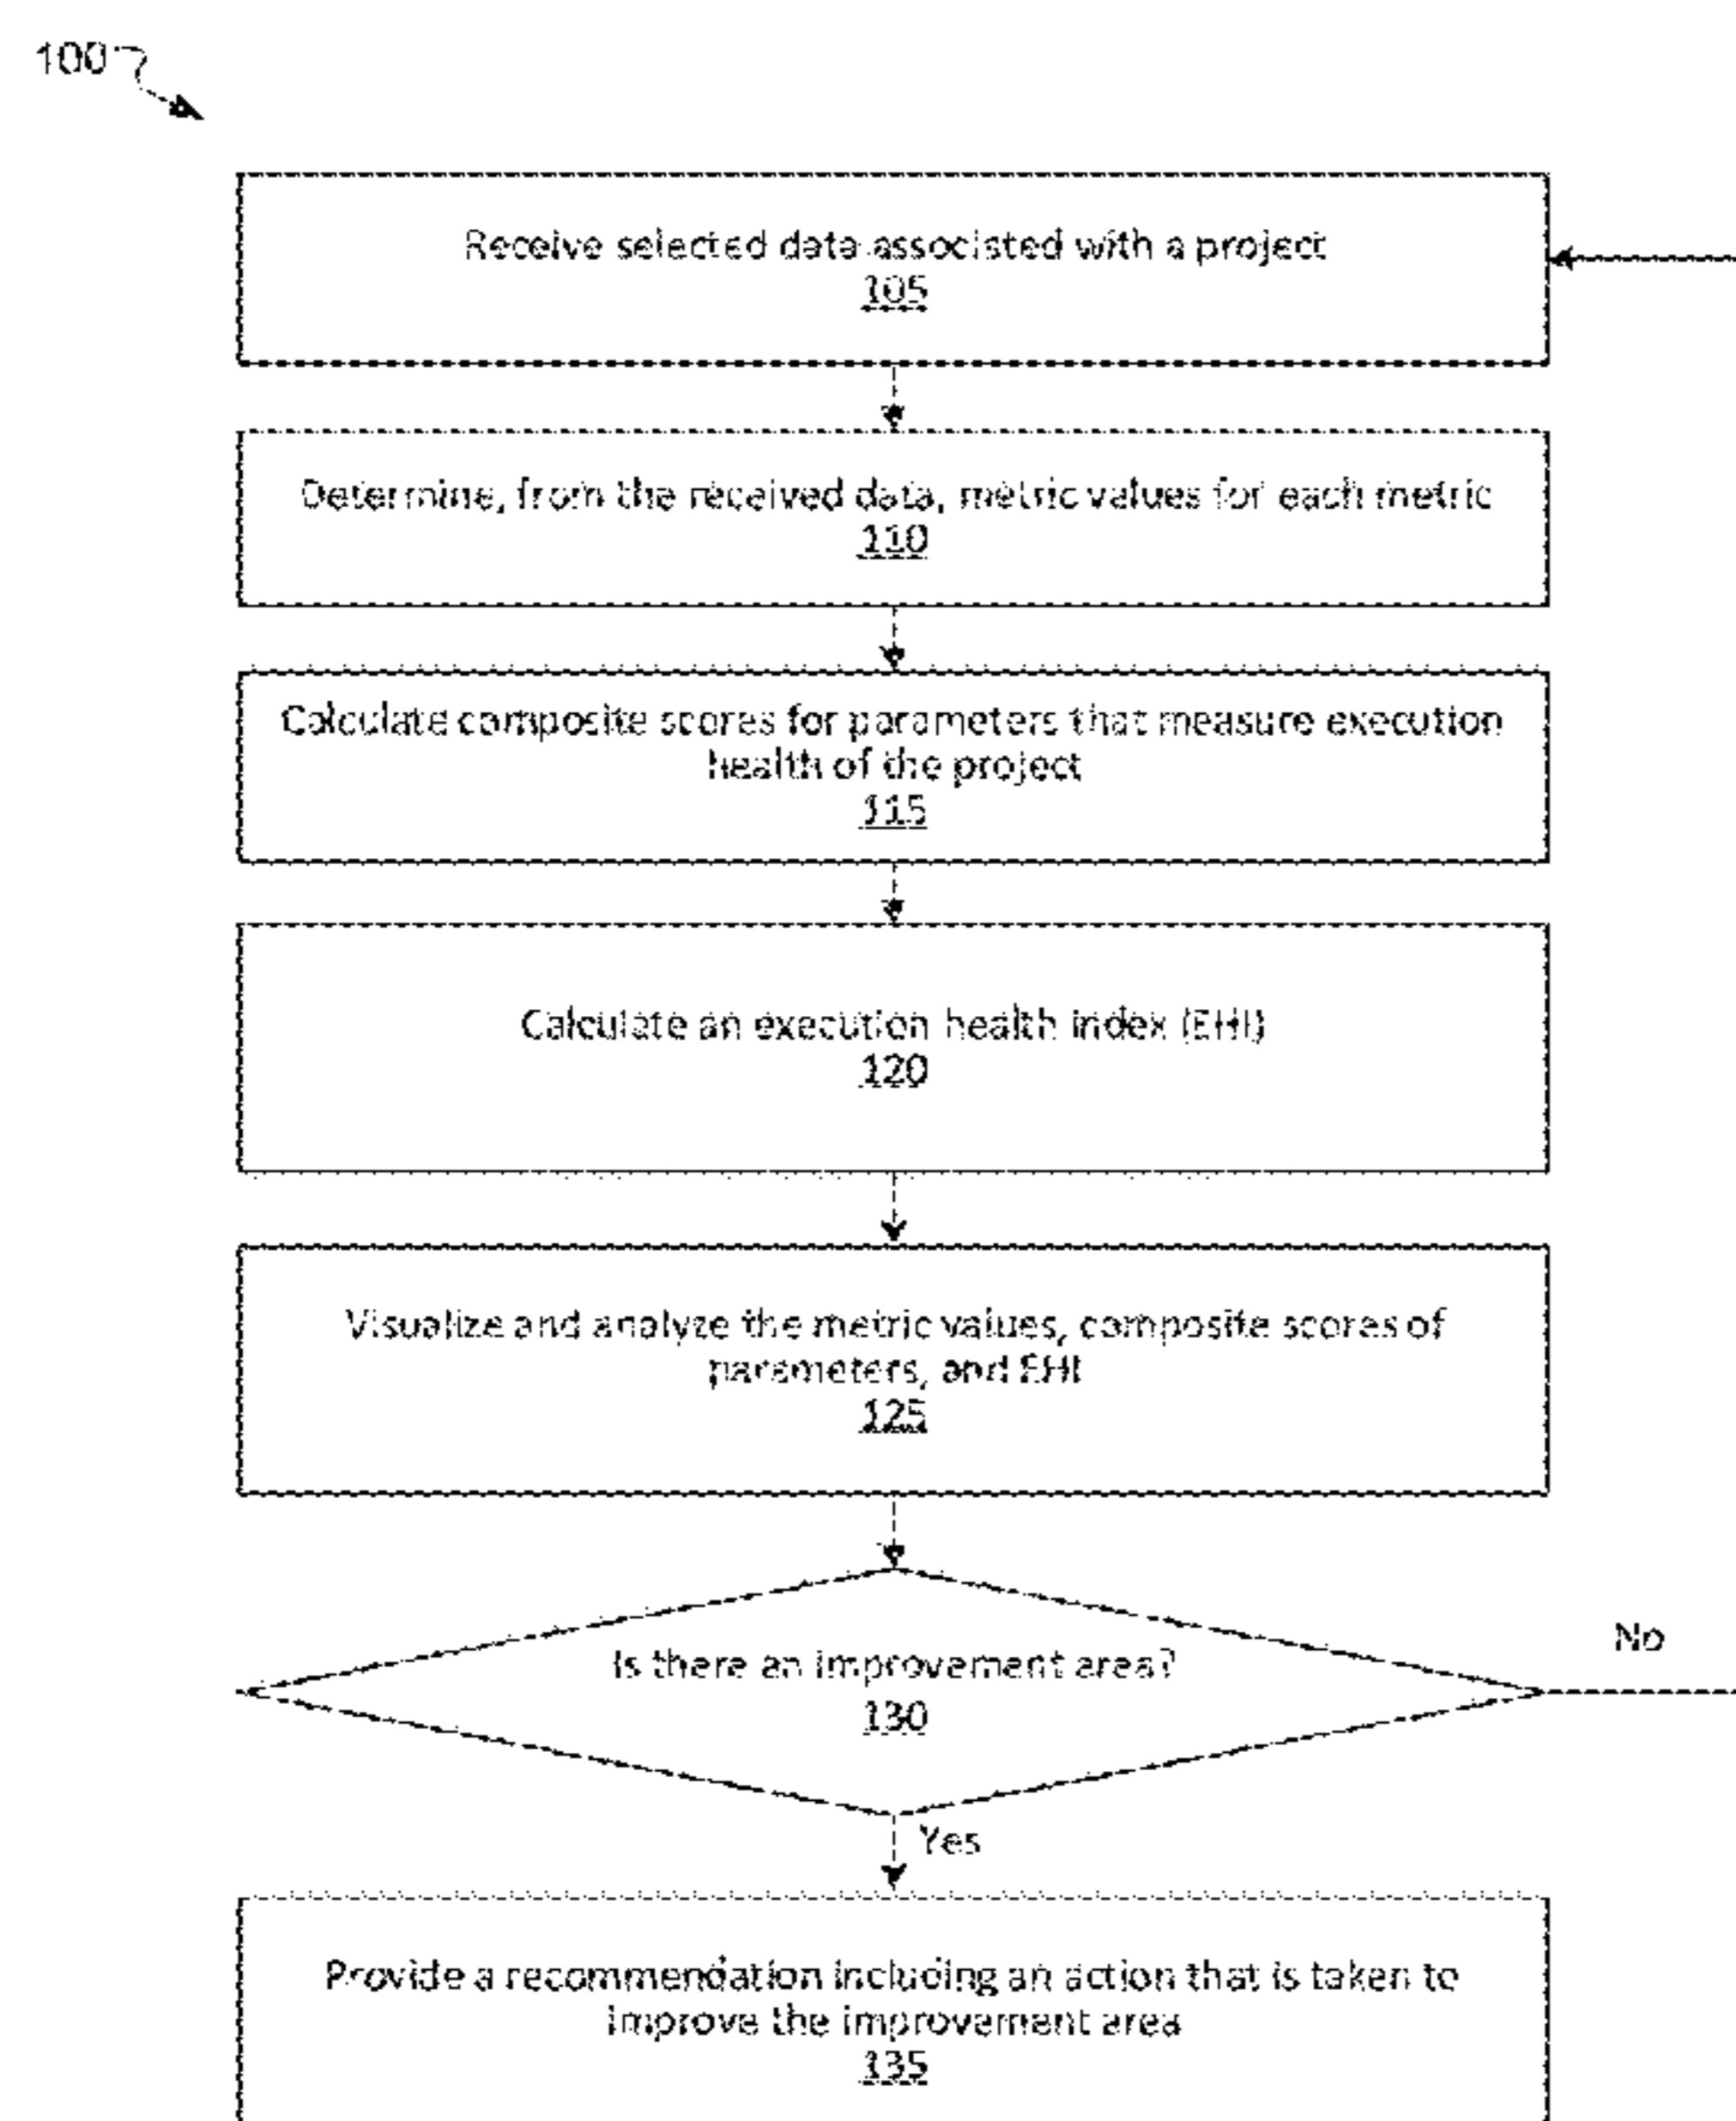 100
Receive selected data associated with a project
105
Determine, from the received data, metric values for each metric
110
Calculate composite scores for parameters that measure execution
health of the project
115
Calculate an execution health index (EHI)
120
Visualize and analyze the metric values, composite scores of
parameters, and EHI
125
Is there an improvement area?
130
No
Yes
Provide a recommendation including an action that is taken to
improve the improvement area
135